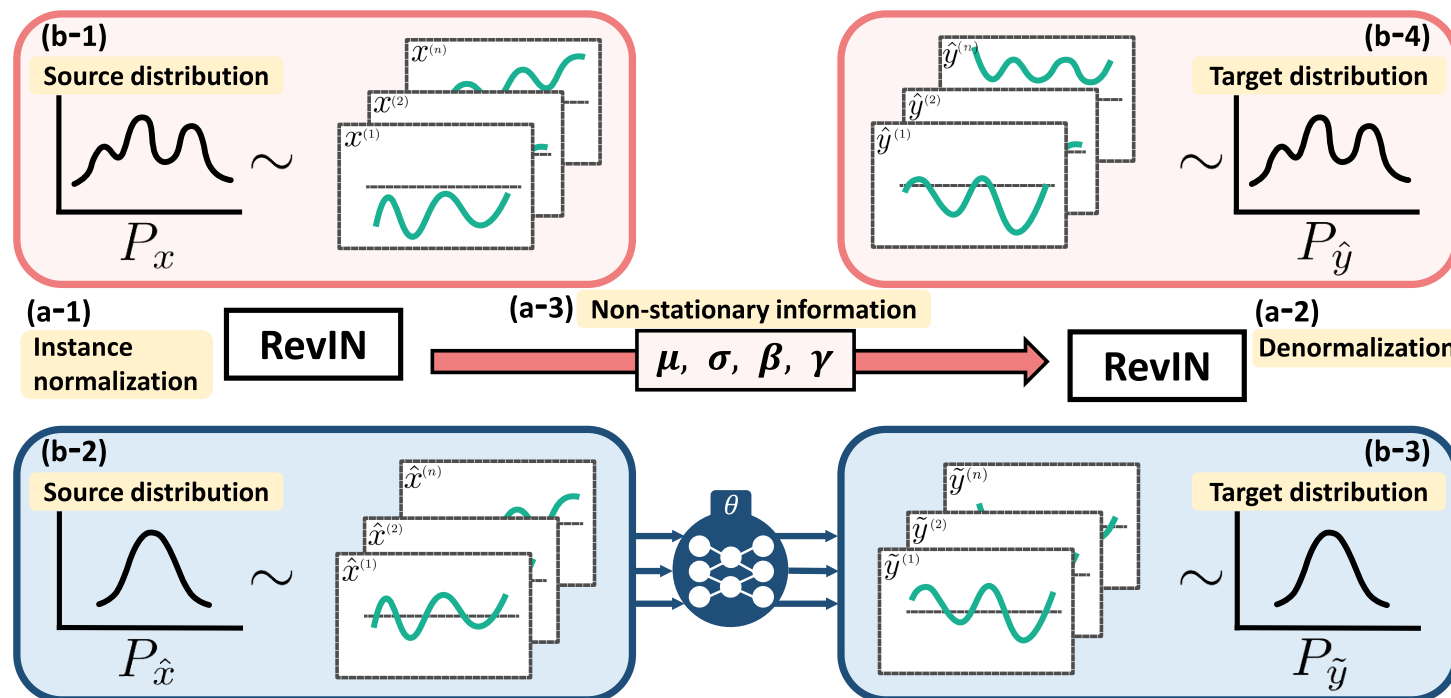 (b-1)
Source distribution
x^{(n)}
x^{(2)}
x^{(1)}
∼
P_x
(b-4)
Target distribution
ŷ^{(n)}
ŷ^{(2)}
ŷ^{(1)}
∼
P_ŷ
(a-1)
Instance
normalization
RevIN
(a-3)
Non-stationary information
μ, σ, β, γ
RevIN
(a-2)
Denormalization
(b-2)
Source distribution
x̂^{(n)}
x̂^{(2)}
x̂^{(1)}
∼
P_x̂
θ
(b-3)
Target distribution
ỹ^{(n)}
ỹ^{(2)}
ỹ^{(1)}
∼
P_ỹ